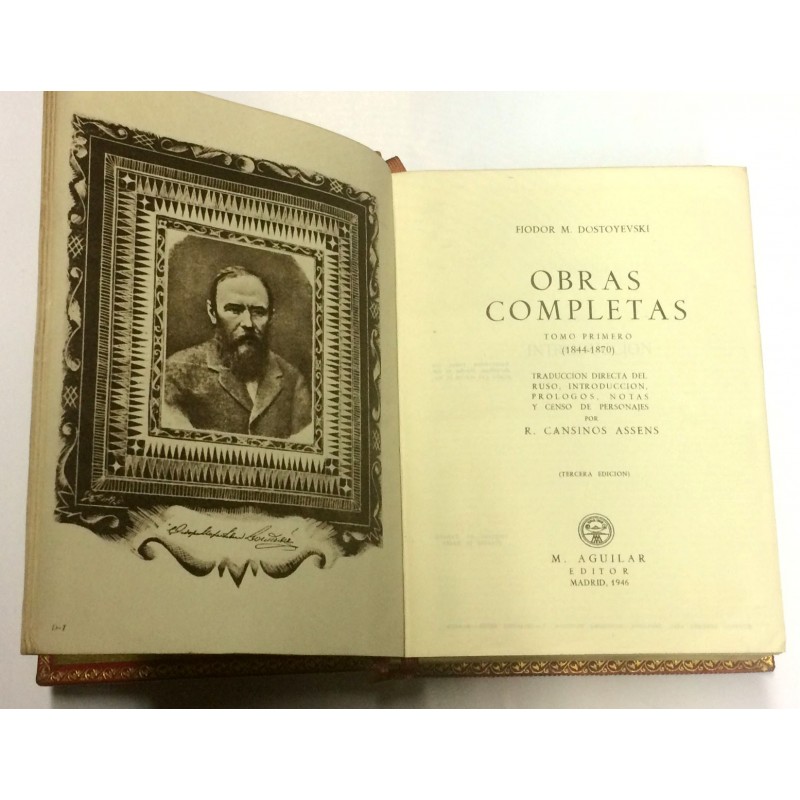 FIODOR M. DOSTOYEVSKI
OBRAS
COMPLETAS
TOMO PRIMERO
(1844-1870)
TRADUCCION DIRECTA DEL
RUSO, INTRODUCCION,
PROLOGOS, NOTAS
Y CENSO DE PERSONAJES
POR
R. CANSINOS ASSENS
(TERCERA EDICION)
M. AGUILAR
EDITOR
MADRID, 1946